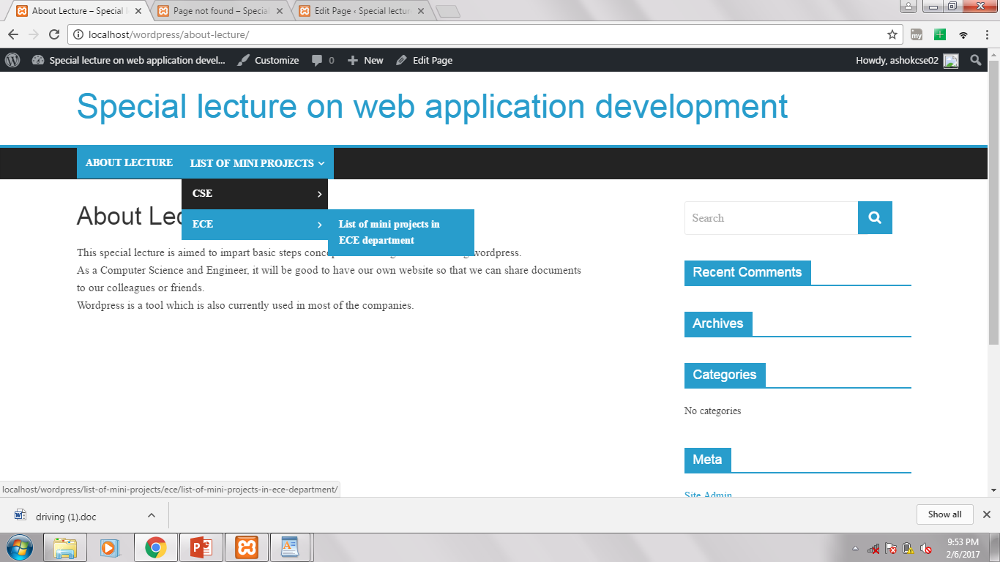 About Lecture – Special
Page not found – Special
Edit Page ‹ Special lectur
localhost/wordpress/about-lecture/
my
Special lecture on web application devel... Customize 0 New Edit Page Howdy, ashokcse02
Special lecture on web application development
ABOUT LECTURE LIST OF MINI PROJECTS
CSE
ECE
List of mini projects in
ECE department
About Lec
Search
This special lecture is aimed to impart basic steps wordpress.
As a Computer Science and Engineer, it will be good to have our own website so that we can share documents
to our colleagues or friends.
Wordpress is a tool which is also currently used in most of the companies.
Recent Comments
Archives
Categories
No categories
Meta
Site Admin
localhost/wordpress/list-of-mini-projects/ece/list-of-mini-projects-in-ece-department/
driving (1).doc
Show all
9:53 PM
2/6/2017